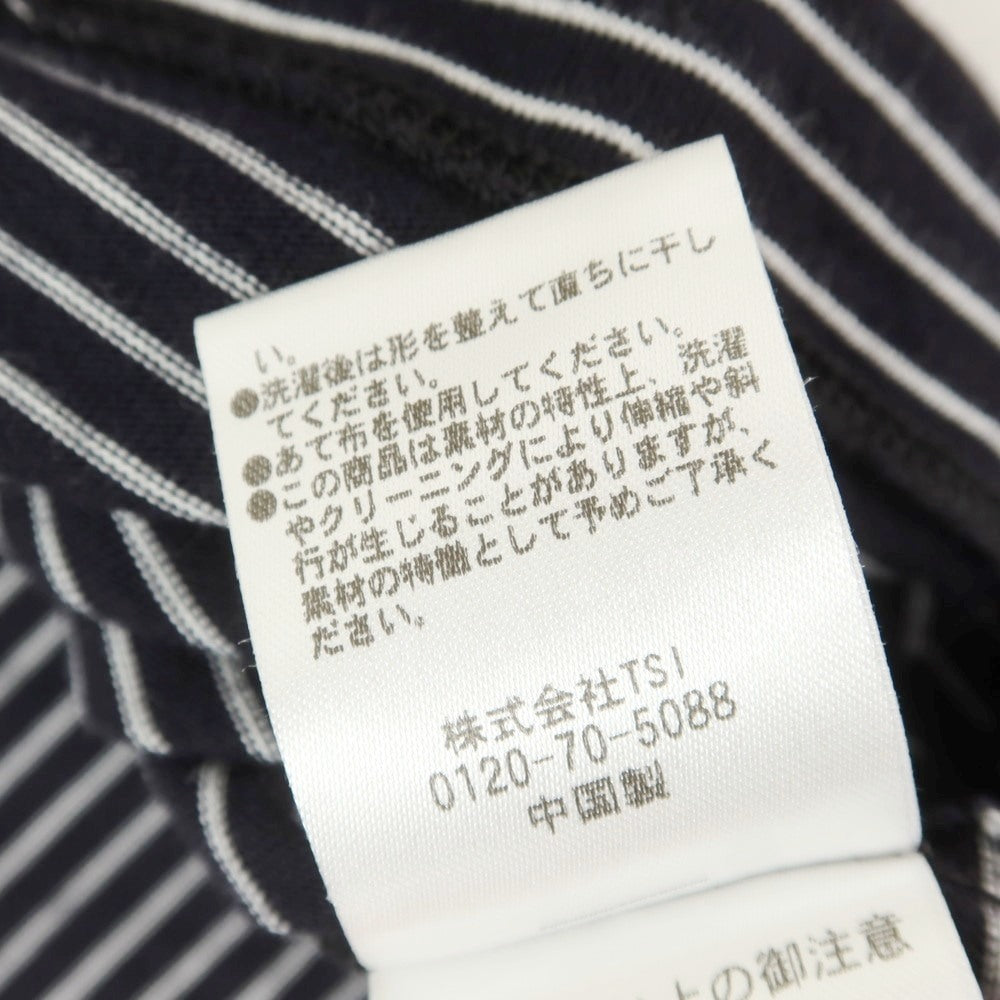 い。
●洗濯後は形を整えて直ちに干し
てください。
●あて布を使用してください。
●この商品は素材の特性上、洗濯
やクリーニングにより伸縮や斜
行が生じることがありますが、
素材の特徴として予めご了承く
ださい。
株式会社TSI
0120-70-5088
中国製
上の御注意